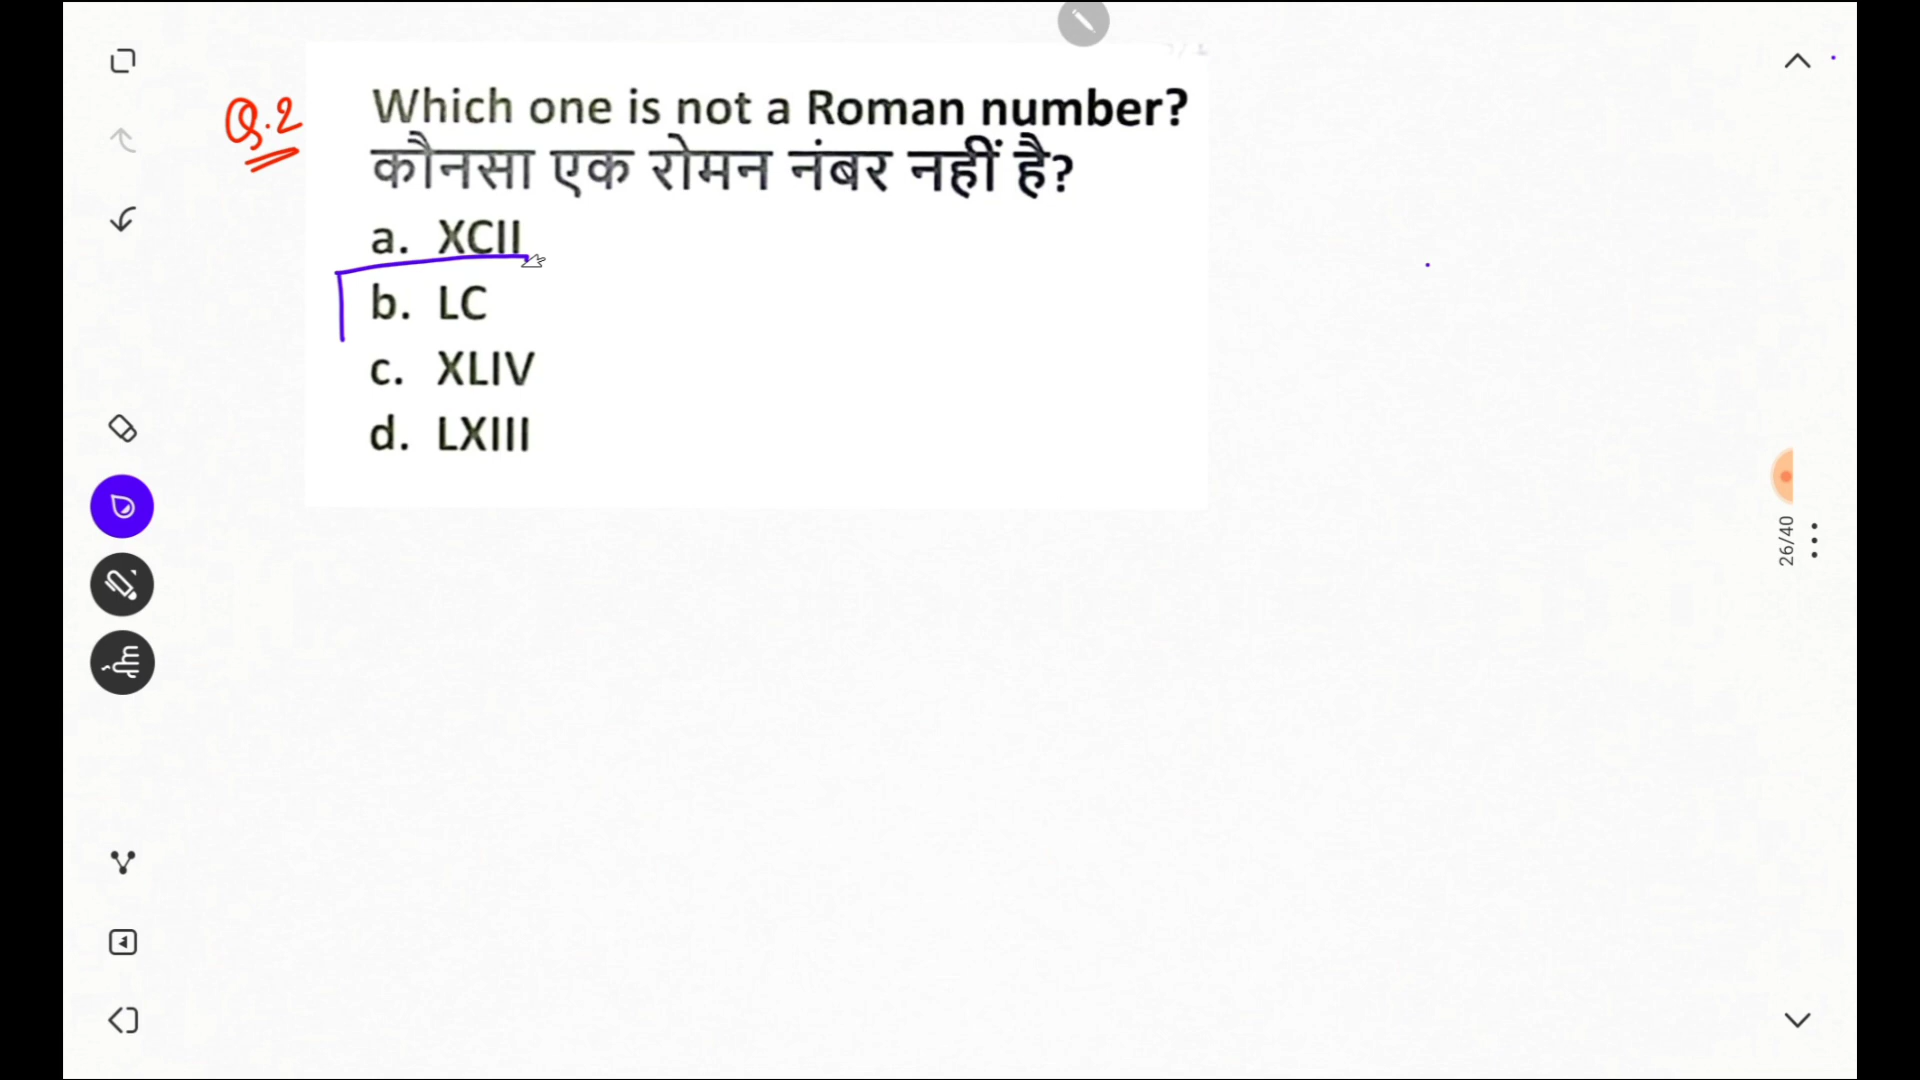 Q.2
Which one is not a Roman number?
कौनसा एक रोमन नंबर नहीं है?
a. XCII
b. LC
c. XLIV
d. LXIII
26/40